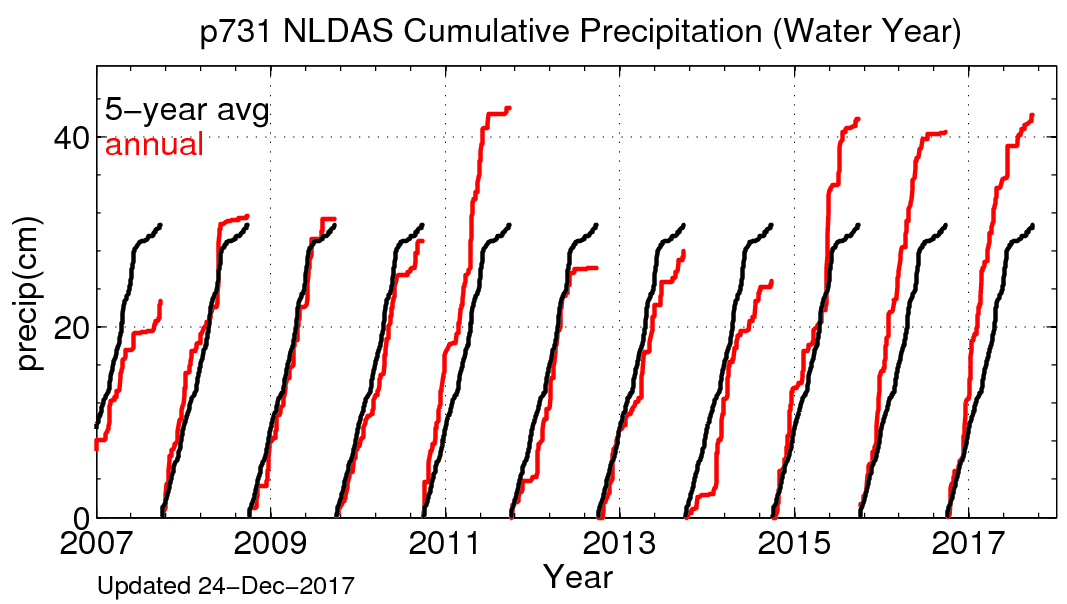 p731 NLDAS Cumulative Precipitation (Water Year)
5−year avg
annual
precip(cm)
40
20
0
2007 2009 2011 2013 2015 2017
Year
Updated 24−Dec−2017